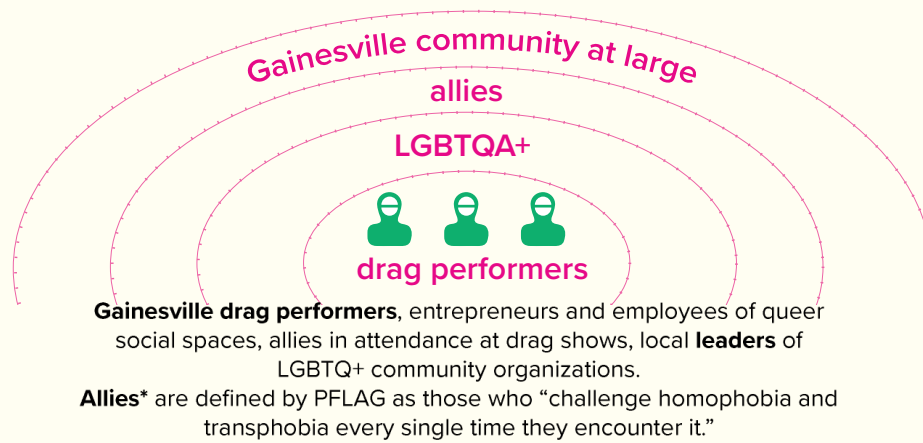 Gainesville community at large
allies
LGBTQA+
drag performers
Gainesville drag performers, entrepreneurs and employees of queer
social spaces, allies in attendance at drag shows, local leaders of
LGBTQ+ community organizations.
Allies* are defined by PFLAG as those who “challenge homophobia and
transphobia every single time they encounter it.”